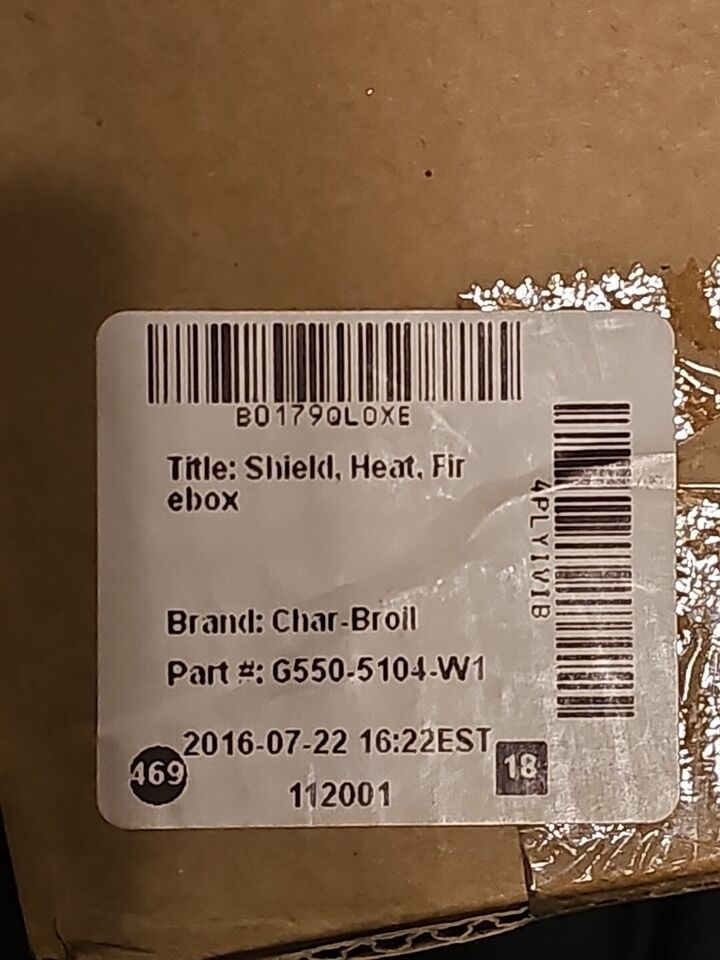 B0179QLOXE
Title: Shield, Heat, Fir
ebox
4PLYIV1B
Brand: Char-Broil
Part #: G550-5104-W1
2016-07-22 16:22EST
469
18
112001